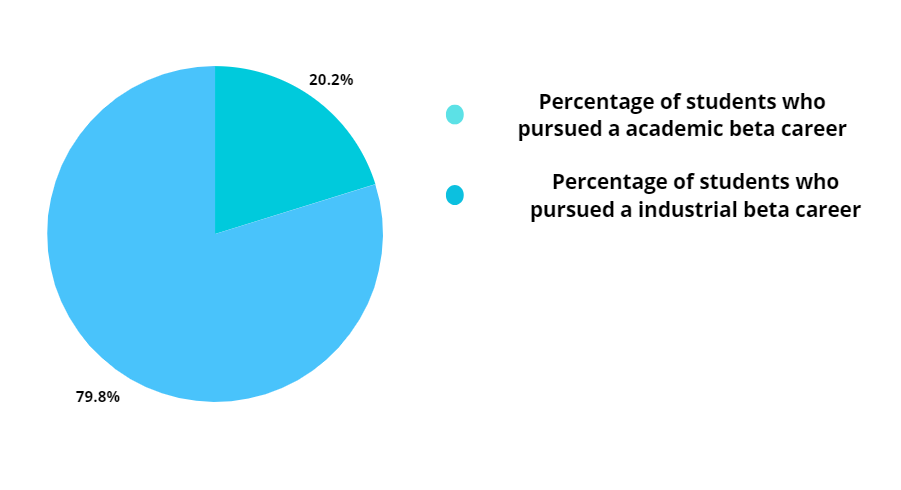 20.2%
Percentage of students who
pursued a academic beta career
Percentage of students who
pursued a industrial beta career
79.8%